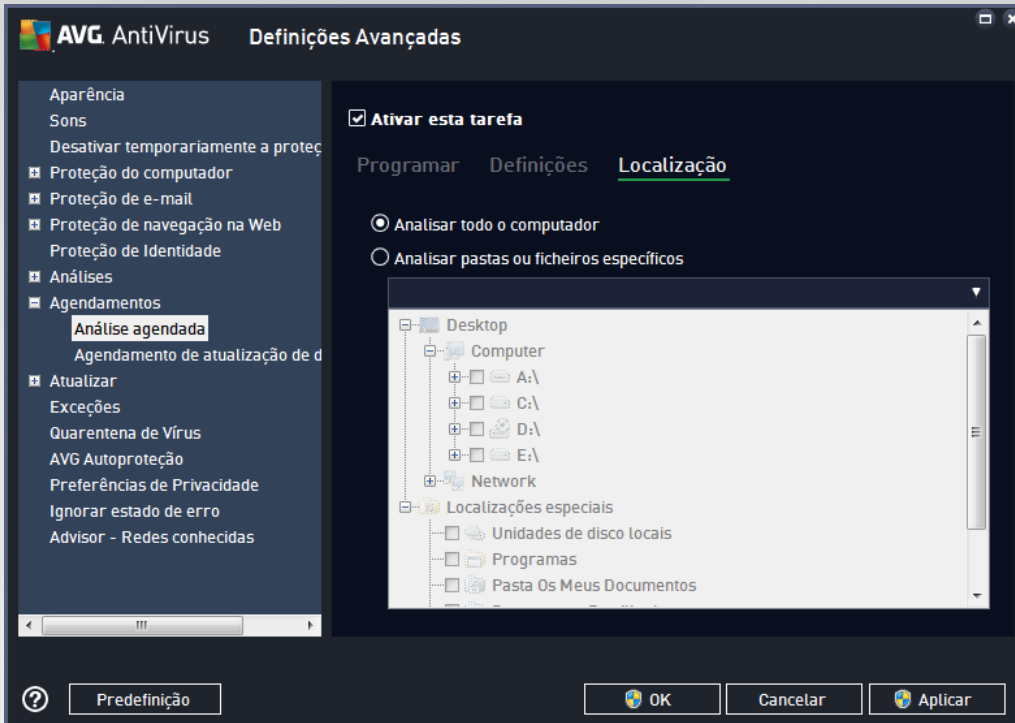 AVG. AntiVirus
Definições Avançadas
Aparência
Sons
Desativar temporariamente a proteç
Proteção do computador
Proteção de e-mail
Proteção de navegação na Web
Proteção de Identidade
Análises
Agendamentos
Análise agendada
Agendamento de atualização de d
Atualizar
Exceções
Quarentena de Vírus
AVG Autoproteção
Preferências de Privacidade
Ignorar estado de erro
Advisor - Redes conhecidas
Ativar esta tarefa
Programar Definições Localização
Analisar todo o computador
Analisar pastas ou ficheiros específicos
Desktop
Computer
A:\
C:\
D:\
E:\
Network
Localizações especiais
Unidades de disco locais
Programas
Pasta Os Meus Documentos
Predefinição
OK
Cancelar
Aplicar